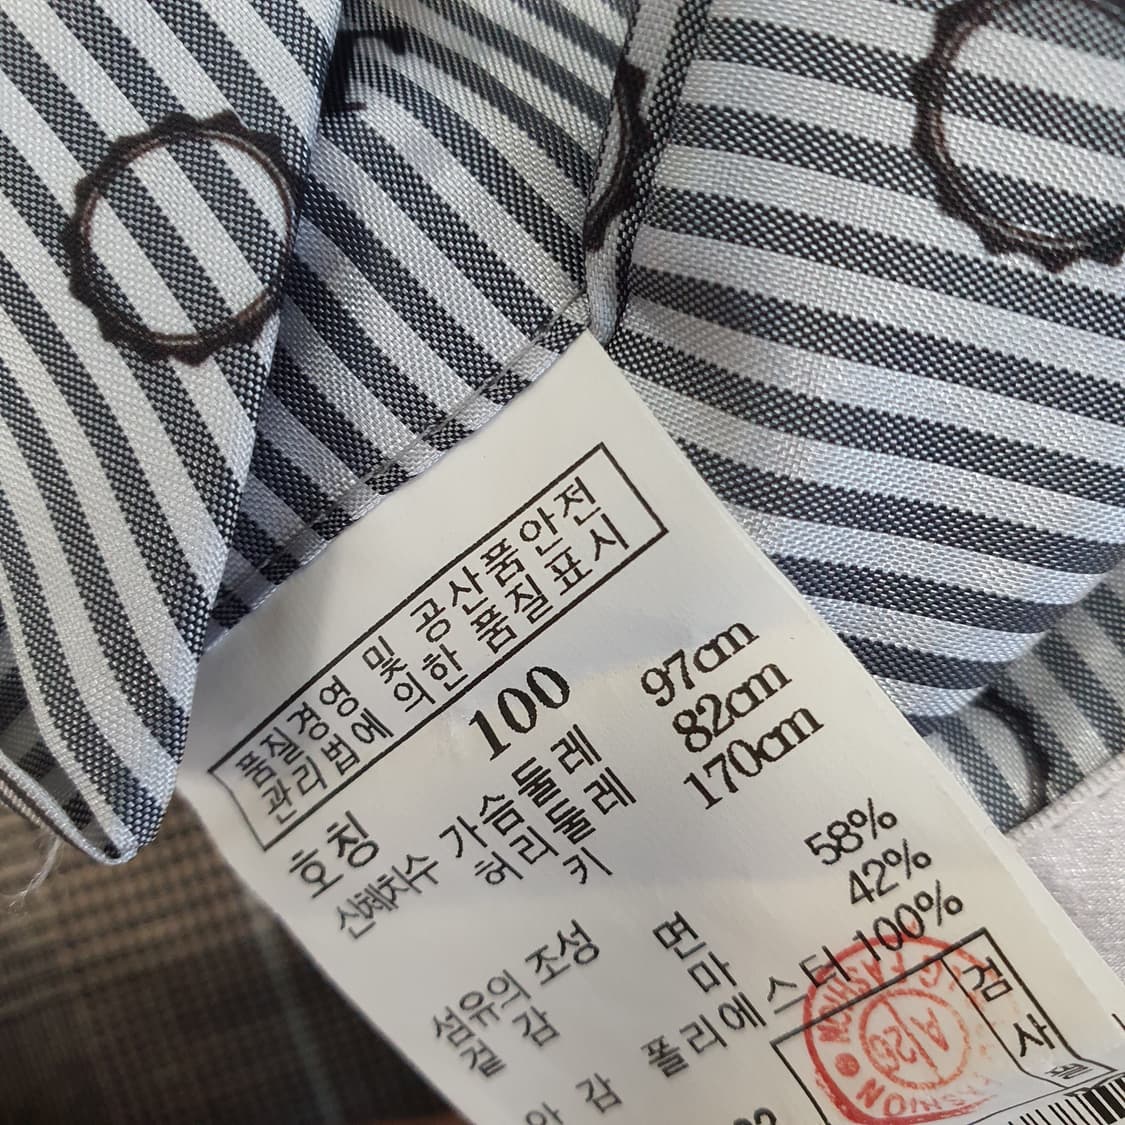 품질경영 및 공산품안전
관리법에 의한 품질표시
호칭 100
신체치수 가슴둘레 97cm
허리둘레 82cm
키 170cm
섬유의 조성
겉감 면 58%
마 42%
안감 폴리에스터 100%
검사
필
FASHION
A/26